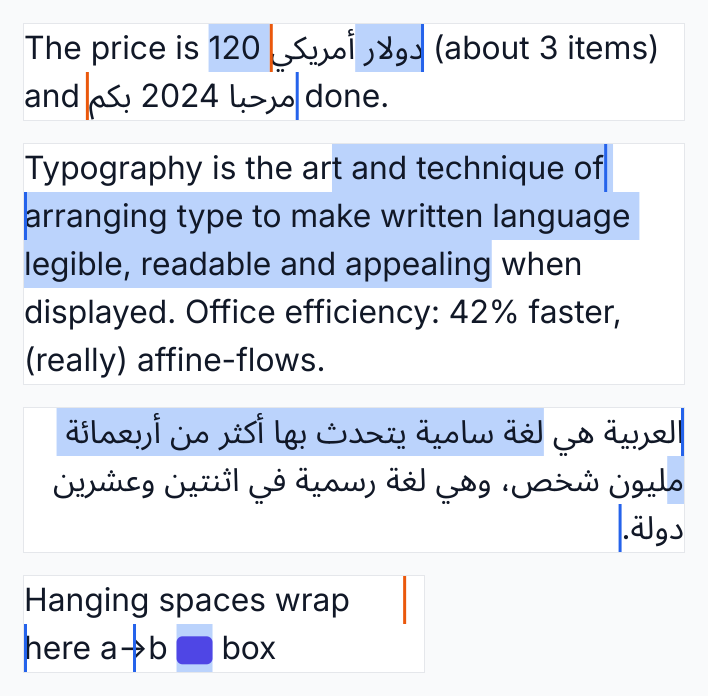 The price is 120 دولار أمريكي (about 3 items)
and مرحبا 2024 بكم done.
Typography is the art and technique of
arranging type to make written language
legible, readable and appealing when
displayed. Office efficiency: 42% faster,
(really) affine-flows.
العربية هي لغة سامية يتحدث بها أكثر من أربعمائة
مليون شخص، وهي لغة رسمية في اثنتين وعشرين
دولة.
Hanging spaces wrap
here a→b box